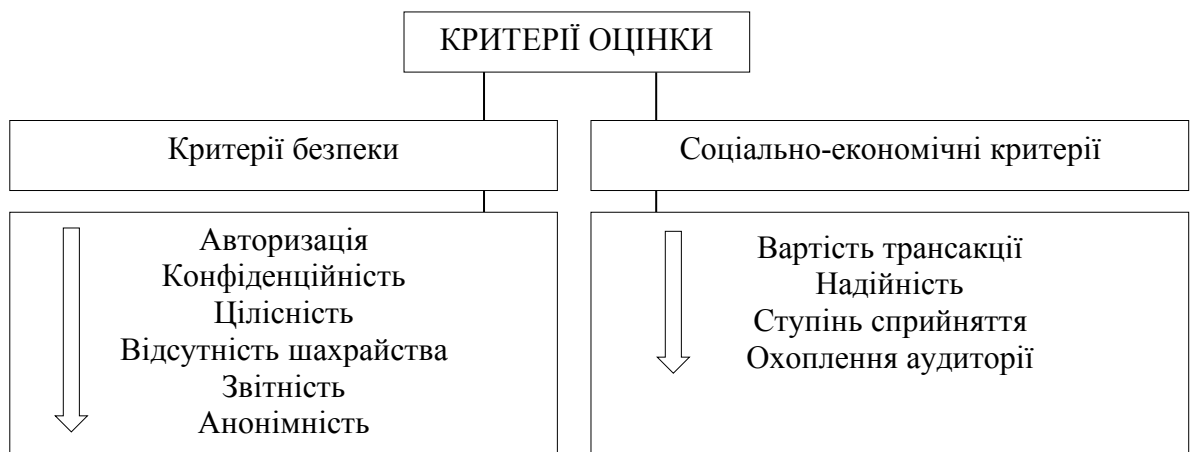 КРИТЕРІЇ ОЦІНКИ
Критерії безпеки
Соціально-економічні критерії
Авторизація
Конфіденційність
Цілісність
Відсутність шахрайства
Звітність
Анонімність
Вартість трансакції
Надійність
Ступінь сприйняття
Охоплення аудиторії